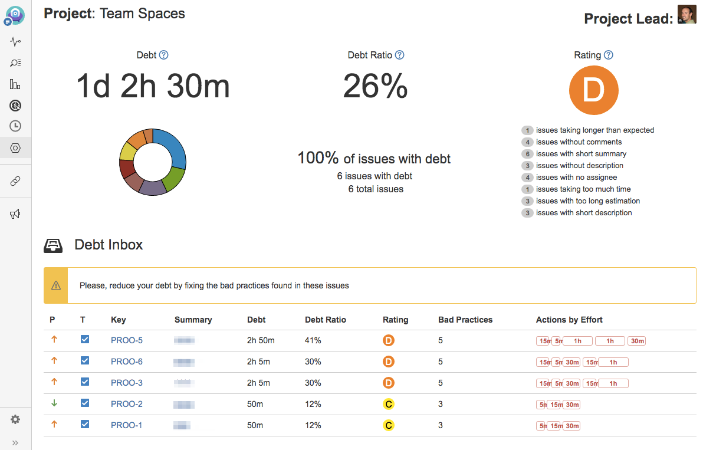 Project: Team Spaces
Project Lead:
Debt
1d 2h 30m
Debt Ratio
26%
Rating
D
100% of issues with debt
6 issues with debt
6 total issues
1 issues taking longer than expected
4 issues without comments
6 issues with short summary
3 issues without description
4 issues with no assignee
1 issues taking too much time
3 issues with too long estimation
3 issues with short description
Debt Inbox
Please, reduce your debt by fixing the bad practices found in these issues
P T Key Summary Debt Debt Ratio Rating Bad Practices Actions by Effort
PROO-5 2h 50m 41% D 5 15m 5m 1h 1h 30m
PROO-6 2h 5m 30% D 5 15m 5m 30m 15m 1h
PROO-3 2h 5m 30% D 5 15m 5m 30m 15m 1h
PROO-2 50m 12% C 3 5m 15m 30m
PROO-1 50m 12% C 3 5m 15m 30m